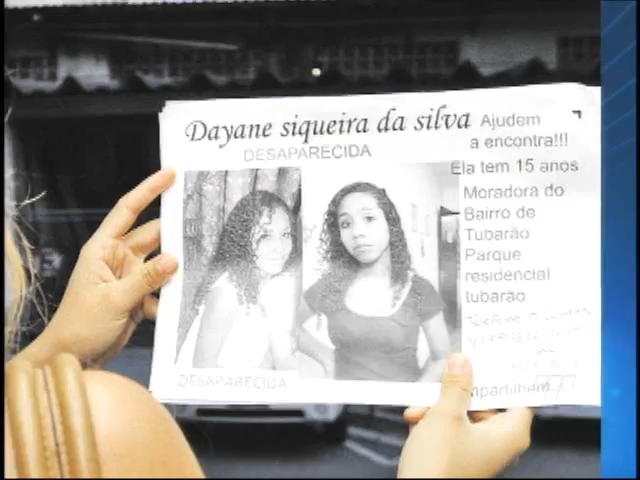 Dayane siqueira da silva
DESAPARECIDA
Ajudem
a encontra!!!
Ela tem 15 anos
Moradora do
Bairro de
Tubarão
Parque
residencial
tubarão
DESAPARECIDA